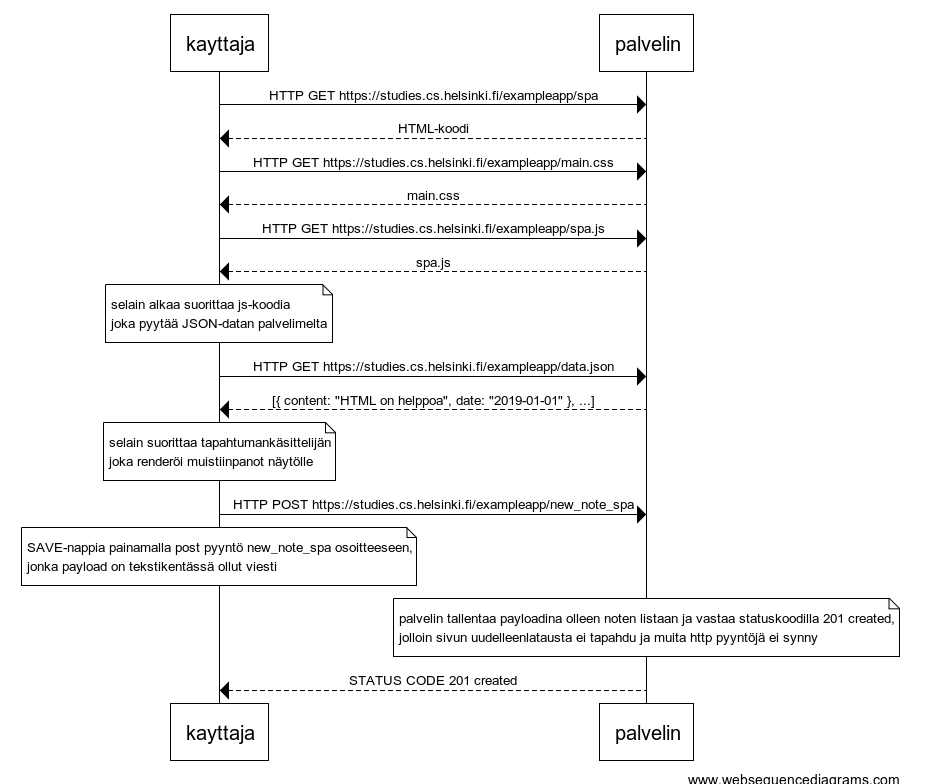 kayttaja
palvelin
HTTP GET https://studies.cs.helsinki.fi/exampleapp/spa
HTML-koodi
HTTP GET https://studies.cs.helsinki.fi/exampleapp/main.css
main.css
HTTP GET https://studies.cs.helsinki.fi/exampleapp/spa.js
spa.js
selain alkaa suorittaa js-koodia
joka pyytää JSON-datan palvelimelta
HTTP GET https://studies.cs.helsinki.fi/exampleapp/data.json
[{ content: "HTML on helppoa", date: "2019-01-01" }, ...]
selain suorittaa tapahtumankäsittelijän
joka renderöi muistiinpanot näytölle
HTTP POST https://studies.cs.helsinki.fi/exampleapp/new_note_spa
SAVE-nappia painamalla post pyyntö new_note_spa osoitteeseen,
jonka payload on tekstikentässä ollut viesti
palvelin tallentaa payloadina olleen noten listaan ja vastaa statuskoodilla 201 created,
jolloin sivun uudelleenlatausta ei tapahdu ja muita http pyyntöjä ei synny
STATUS CODE 201 created
kayttaja
palvelin
www.websequencediagrams.com